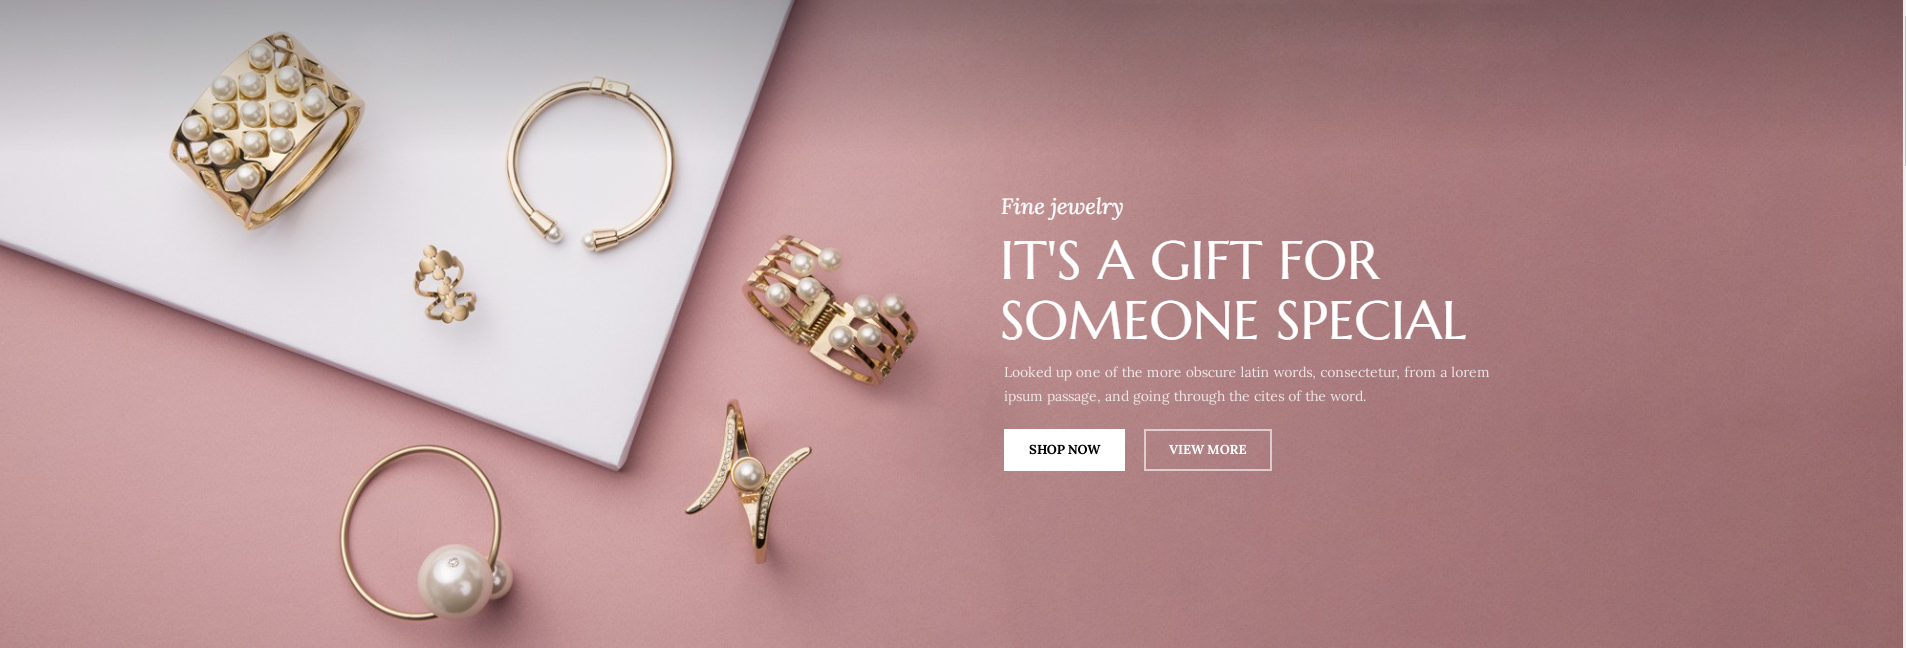 Fine jewelry
IT'S A GIFT FOR
SOMEONE SPECIAL
Looked up one of the more obscure latin words, consectetur, from a lorem
ipsum passage, and going through the cites of the word.
SHOP NOW
VIEW MORE